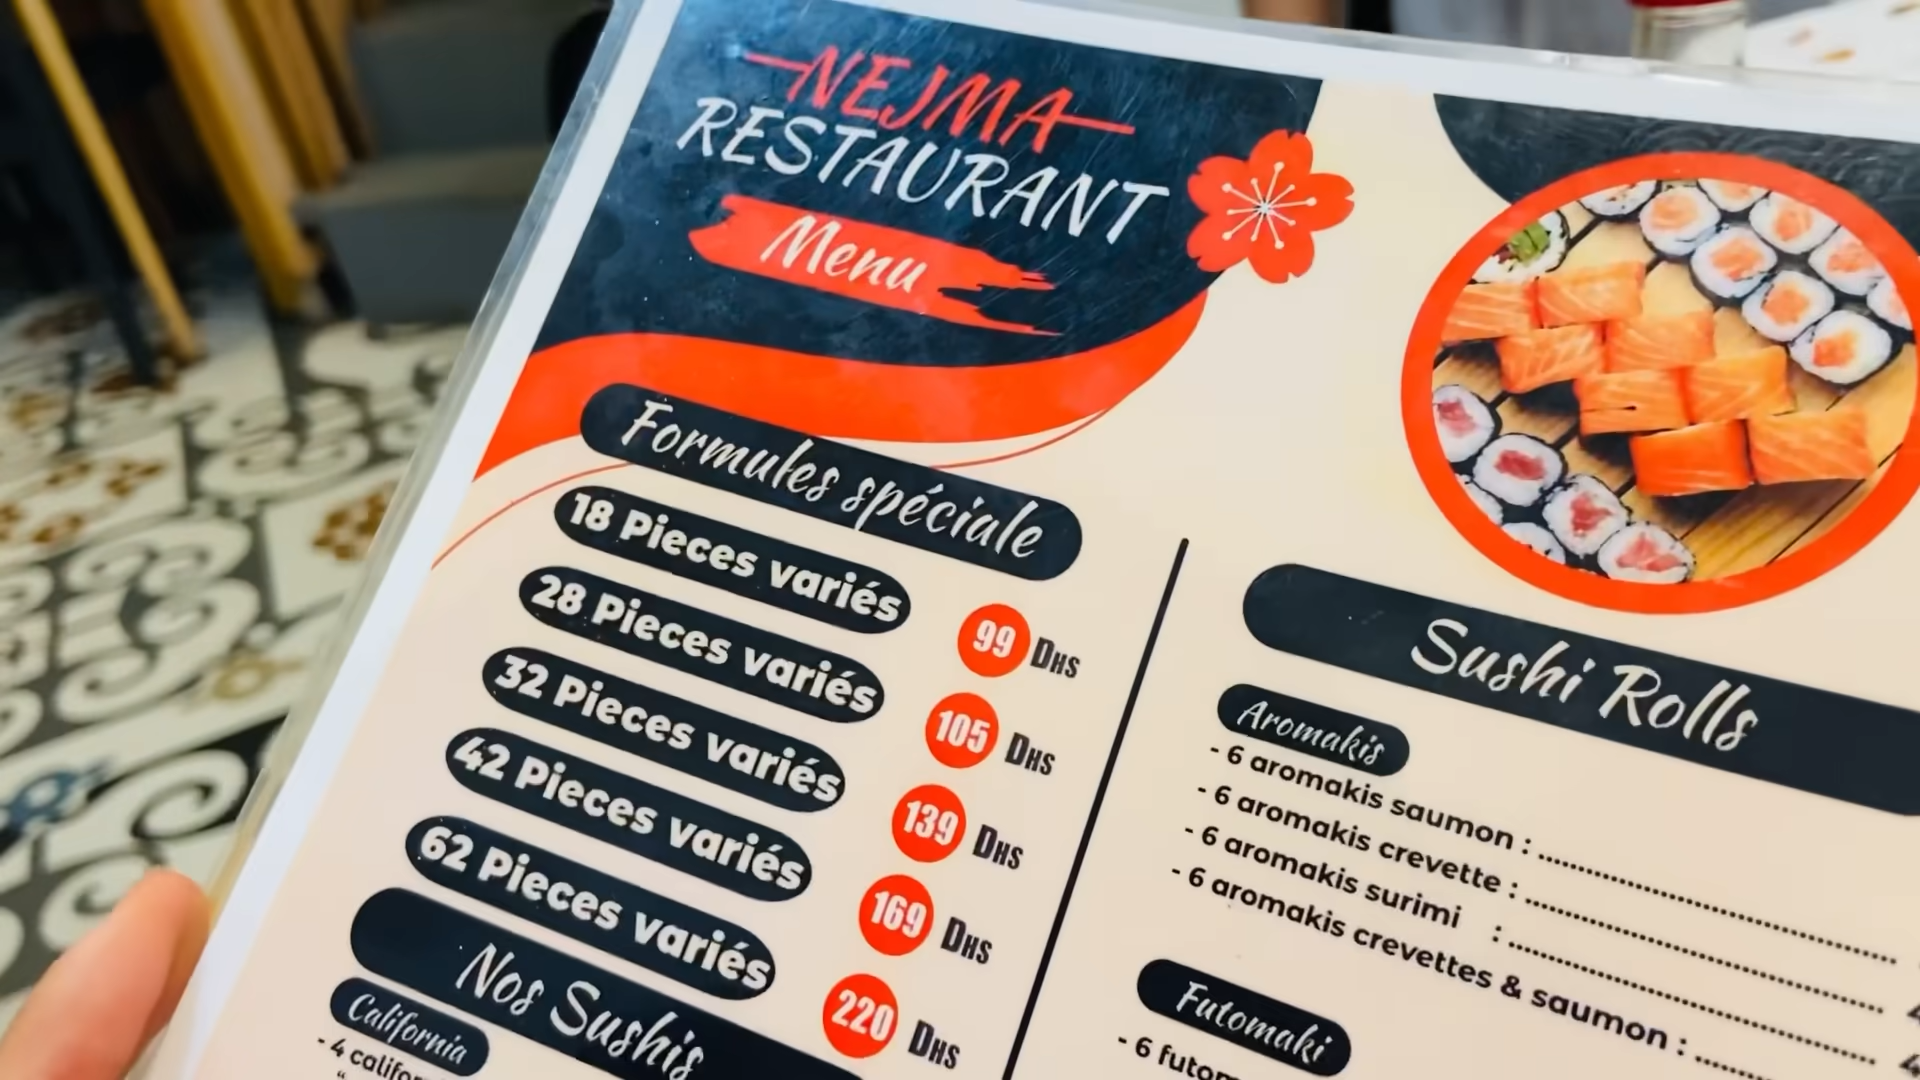 NEJMA
RESTAURANT
Menu
Formules spéciale
18 Pieces variés 99 DHS
28 Pieces variés 105 DHS
32 Pieces variés 139 DHS
42 Pieces variés 169 DHS
62 Pieces variés 220 DHS
Nos Sushis
California
- 4
Sushi Rolls
Aromakis
- 6 aromakis saumon :
- 6 aromakis crevette :
- 6 aromakis surimi :
- 6 aromakis crevettes & saumon :
Futomaki
- 6